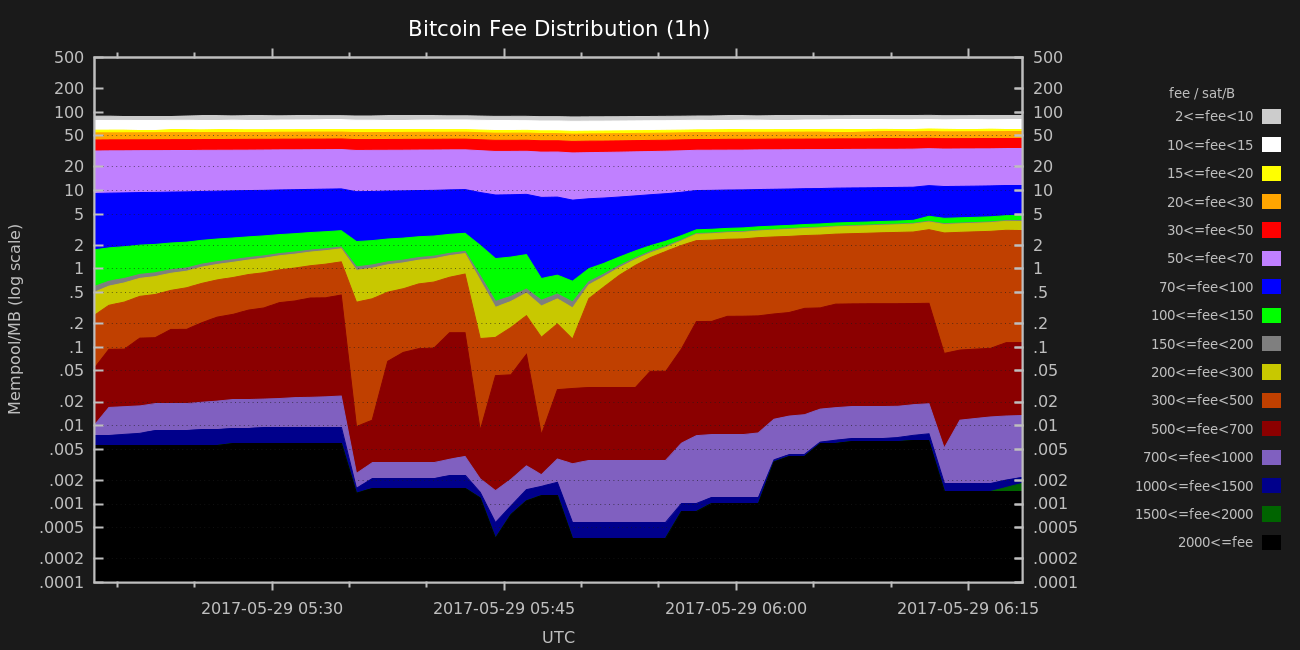 Bitcoin Fee Distribution (1h)
500
200
100
50
20
10
5
2
1
.5
.2
.1
.05
.02
.01
.005
.002
.001
.0005
.0002
.0001
Mempool/MB (log scale)
500
200
100
50
20
10
5
2
1
.5
.2
.1
.05
.02
.01
.005
.002
.001
.0005
.0002
.0001
2017-05-29 05:30
2017-05-29 05:45
2017-05-29 06:00
2017-05-29 06:15
UTC
fee / sat/B
2<=fee<10
10<=fee<15
15<=fee<20
20<=fee<30
30<=fee<50
50<=fee<70
70<=fee<100
100<=fee<150
150<=fee<200
200<=fee<300
300<=fee<500
500<=fee<700
700<=fee<1000
1000<=fee<1500
1500<=fee<2000
2000<=fee